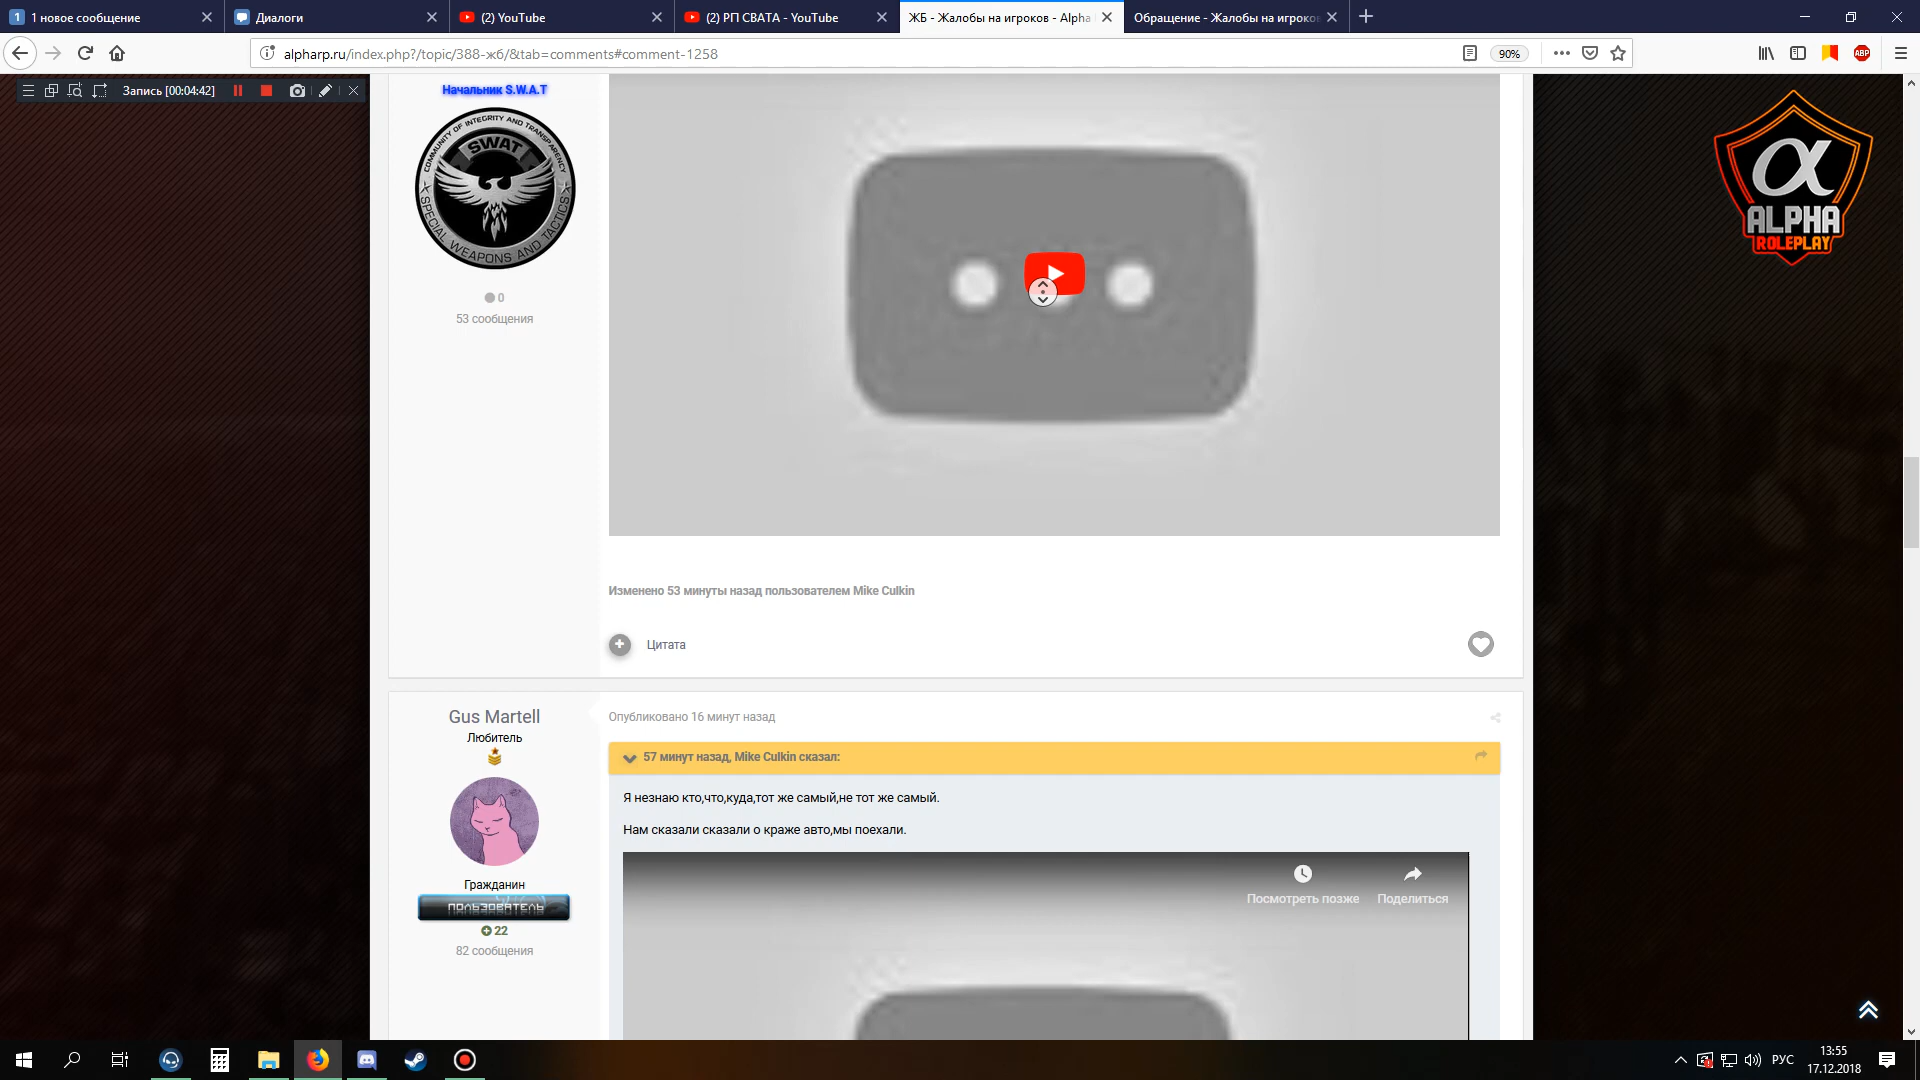 1 новое сообщение
Диалоги
(2) YouTube
(2) РП СВАТА - YouTube
ЖБ - Жалобы на игроков - Alpha
Обращение - Жалобы на игроков
alpharp.ru/index.php?/topic/388-жб/&tab=comments#comment-1258
90%
ABP
Запись [00:04:42]
Начальник S.W.A.T
COMMUNITY OF INTEGRITY AND TRANSPARENCY
SWAT
SPECIAL WEAPONS AND TACTICS
0
53 сообщения
ALPHA
ROLEPLAY
Изменено 53 минуты назад пользователем Mike Culkin
Цитата
Gus Martell
Любитель
Гражданин
ПОЛЬЗОВАТЕЛЬ
22
82 сообщения
Опубликовано 16 минут назад
57 минут назад, Mike Culkin сказал:
Я незнаю кто,что,куда,тот же самый,не тот же самый.
Нам сказали сказали о краже авто,мы поехали.
Посмотреть позже
Поделиться
РУС
13:55
17.12.2018